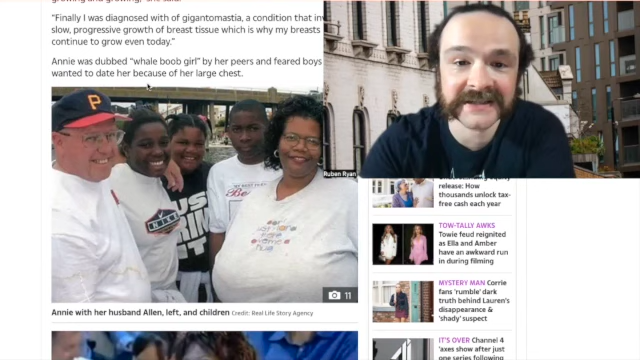 "Finally I was diagnosed with of gigantomastia, a condition that
slow, progressive growth of breast tissue which is why my breasts
continue to grow even today."
Annie was dubbed "whale boob girl" by her peers and feared boys
wanted to date her because of her large chest.
P
Ruben Ryan
11
Annie with her husband Allen, left, and children Credit: Real Life Story Agency
release: How
thousands unlock tax-
free cash each year
TOW-TALLY AWKS
Towie feud reignited
as Ella and Amber
have an awkward run
in during filming
MYSTERY MAN Corrie
fans 'rumble' dark
truth behind Lauren's
disappearance &
'shady' suspect
IT'S OVER Channel 4
'axes show after just
one series following